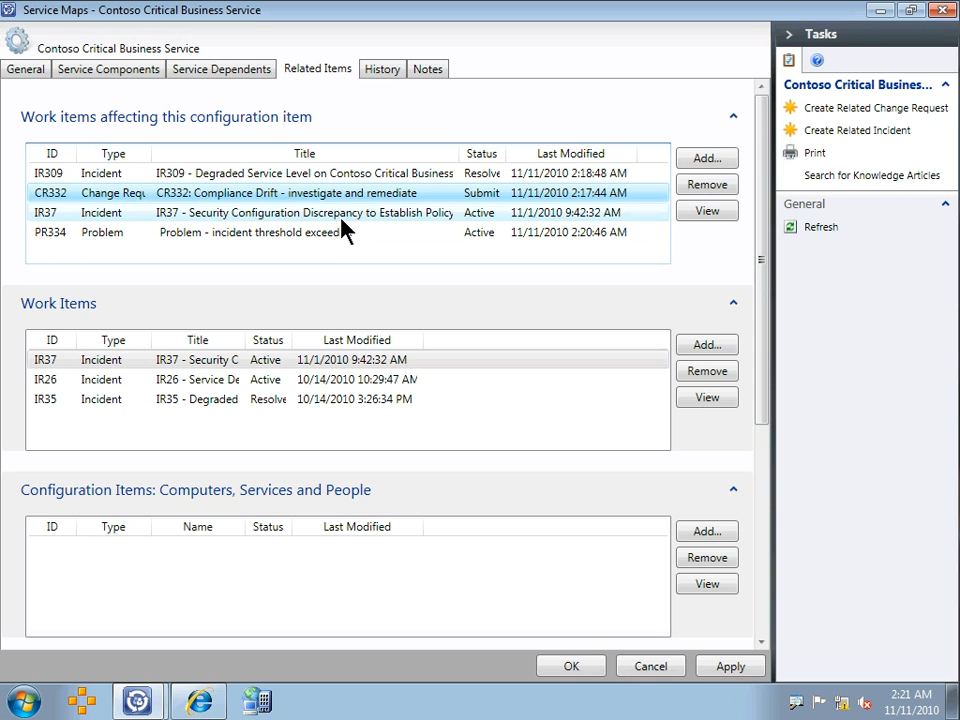 Service Maps - Contoso Critical Business Service
Contoso Critical Business Service
General Service Components Service Dependents Related Items History Notes
Work items affecting this configuration item
ID Type Title Status Last Modified
IR309 Incident IR309 - Degraded Service Level on Contoso Critical Business Resolve 11/11/2010 2:18:48 AM
CR332 Change Requ CR332: Compliance Drift - investigate and remediate Submit 11/11/2010 2:17:44 AM
IR37 Incident IR37 - Security Configuration Discrepancy to Establish Policy Active 11/1/2010 9:42:32 AM
PR334 Problem Problem - incident threshold exceed Active 11/11/2010 2:20:46 AM
Add...
Remove
View
Work Items
ID Type Title Status Last Modified
IR37 Incident IR37 - Security C Active 11/1/2010 9:42:32 AM
IR26 Incident IR26 - Service De Active 10/14/2010 10:29:47 AM
IR35 Incident IR35 - Degraded Resolve 10/14/2010 3:26:34 PM
Add...
Remove
View
Configuration Items: Computers, Services and People
ID Type Name Status Last Modified
Add...
Remove
View
OK Cancel Apply
Tasks
Contoso Critical Busines...
Create Related Change Request
Create Related Incident
Print
Search for Knowledge Articles
General
Refresh
2:21 AM
11/11/2010